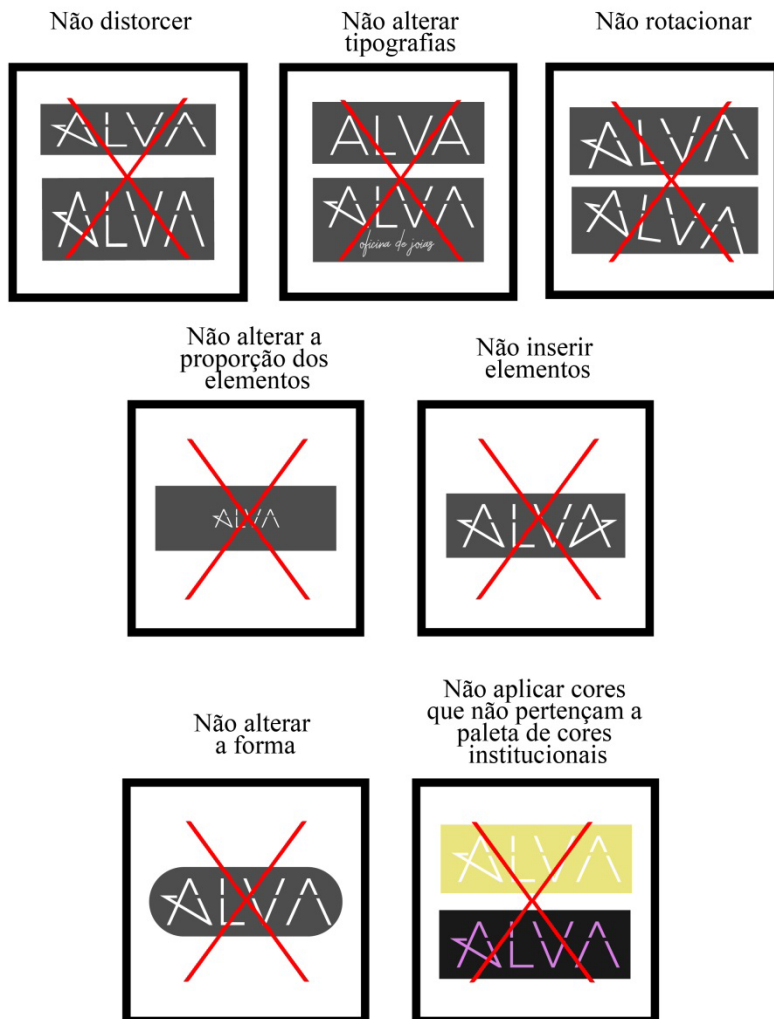 Não distorcer
Não alterar
tipografias
Não rotacionar
ALVA
ALVA
ALVA
ALVA
oficina de joias
ALVA
ALVA
Não alterar a
proporção dos
elementos
Não inserir
elementos
ALVA
ALVA
Não alterar
a forma
Não aplicar cores
que não pertençam a
paleta de cores
institucionais
ALVA
ALVA
ALVA